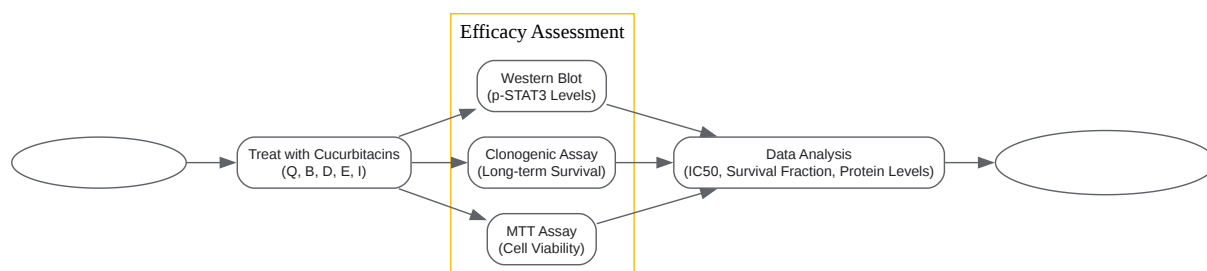 Efficacy Assessment
Western Blot
(p-STAT3 Levels)
Treat with Cucurbitacins
(Q, B, D, E, I)
Clonogenic Assay
(Long-term Survival)
Data Analysis
(IC50, Survival Fraction, Protein Levels)
MTT Assay
(Cell Viability)